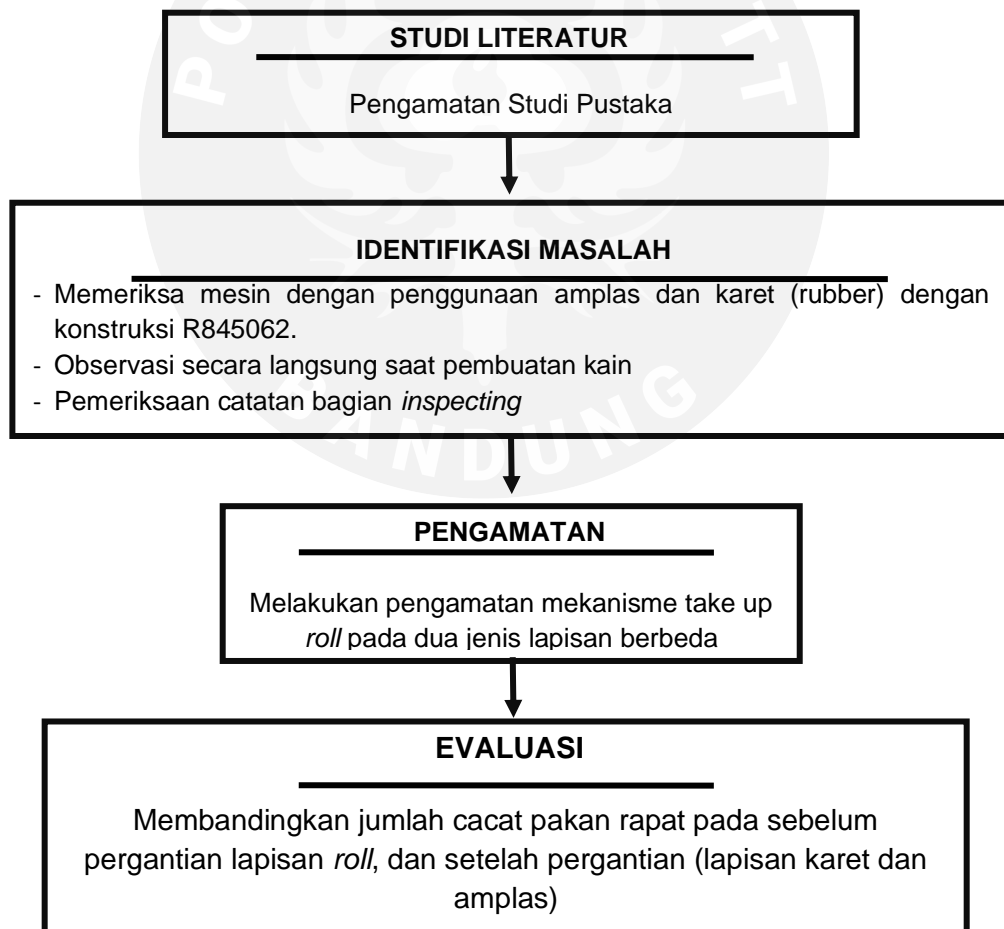 STUDI LITERATUR
Pengamatan Studi Pustaka
IDENTIFIKASI MASALAH
- Memeriksa mesin dengan penggunaan amplas dan karet (rubber) dengan
konstruksi R845062.
- Observasi secara langsung saat pembuatan kain
- Pemeriksaan catatan bagian inspecting
BANDUNG
PENGAMATAN
Melakukan pengamatan mekanisme take up
roll pada dua jenis lapisan berbeda
EVALUASI
Membandingkan jumlah cacat pakan rapat pada sebelum
pergantian lapisan roll, dan setelah pergantian (lapisan karet dan
amplas)